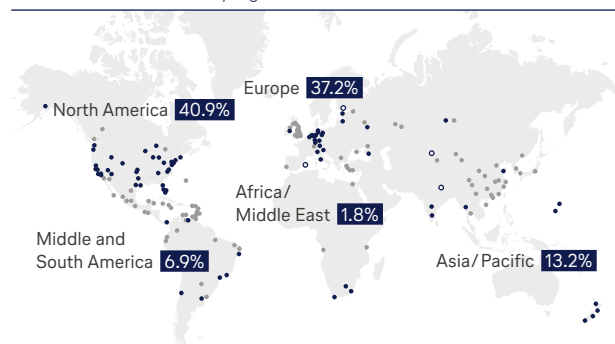 Europe 37.2%
North America 40.9%
Africa/
Middle East 1.8%
Middle and
South America 6.9%
Asia/Pacific 13.2%